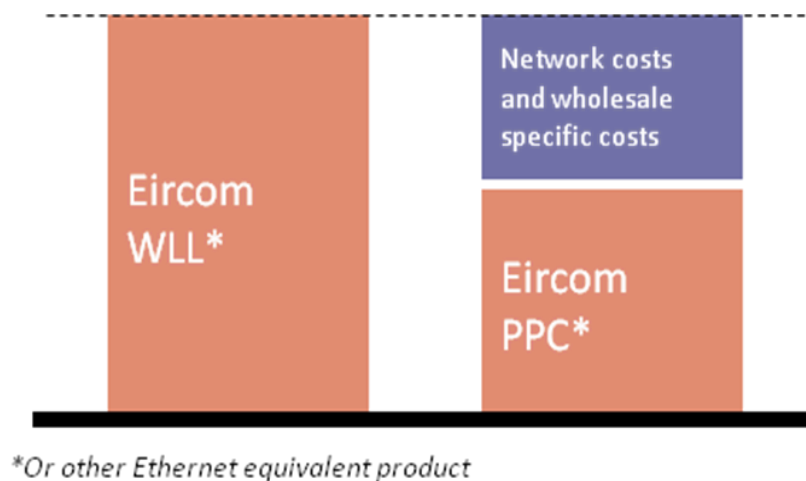 Eircom
WLL*
Network costs
and wholesale
specific costs
Eircom
PPC*
*Or other Ethernet equivalent product